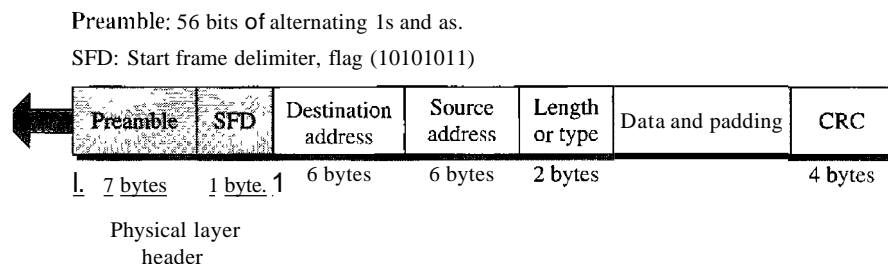 Preamble: 56 bits of alternating 1s and as.
SFD: Start frame delimiter, flag (10101011)
Preamble SFD Destination address Source address Length or type Data and padding CRC
I. 7 bytes 1 byte. 1 6 bytes 6 bytes 2 bytes 4 bytes
Physical layer
header